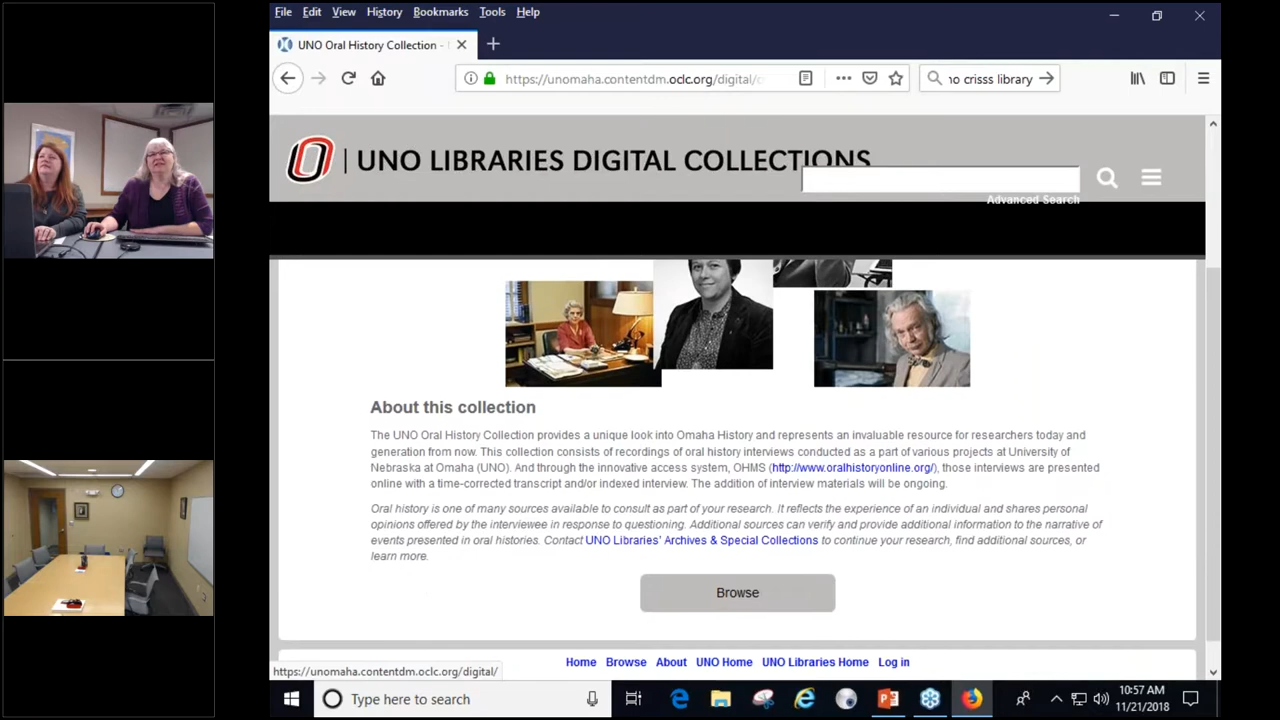 File Edit View History Bookmarks Tools Help
UNO Oral History Collection -
https://unomaha.contentdm.oclc.org/digital/c
no crisss library
UNO LIBRARIES DIGITAL COLLECTIONS
Advanced Search
About this collection
The UNO Oral History Collection provides a unique look into Omaha History and represents an invaluable resource for researchers today and
generation from now. This collection consists of recordings of oral history interviews conducted as a part of various projects at University of
Nebraska at Omaha (UNO). And through the innovative access system, OHMS (http://www.oralhistoryonline.org/), those interviews are presented
online with a time-corrected transcript and/or indexed interview. The addition of interview materials will be ongoing.
Oral history is one of many sources available to consult as part of your research. It reflects the experience of an individual and shares personal
opinions offered by the interviewee in response to questioning. Additional sources can verify and provide additional information to the narrative of
events presented in oral histories. Contact UNO Libraries' Archives & Special Collections to continue your research, find additional sources, or
learn more.
Browse
Home Browse About UNO Home UNO Libraries Home Log in
https://unomaha.contentdm.oclc.org/digital/
Type here to search
10:57 AM
11/21/2018